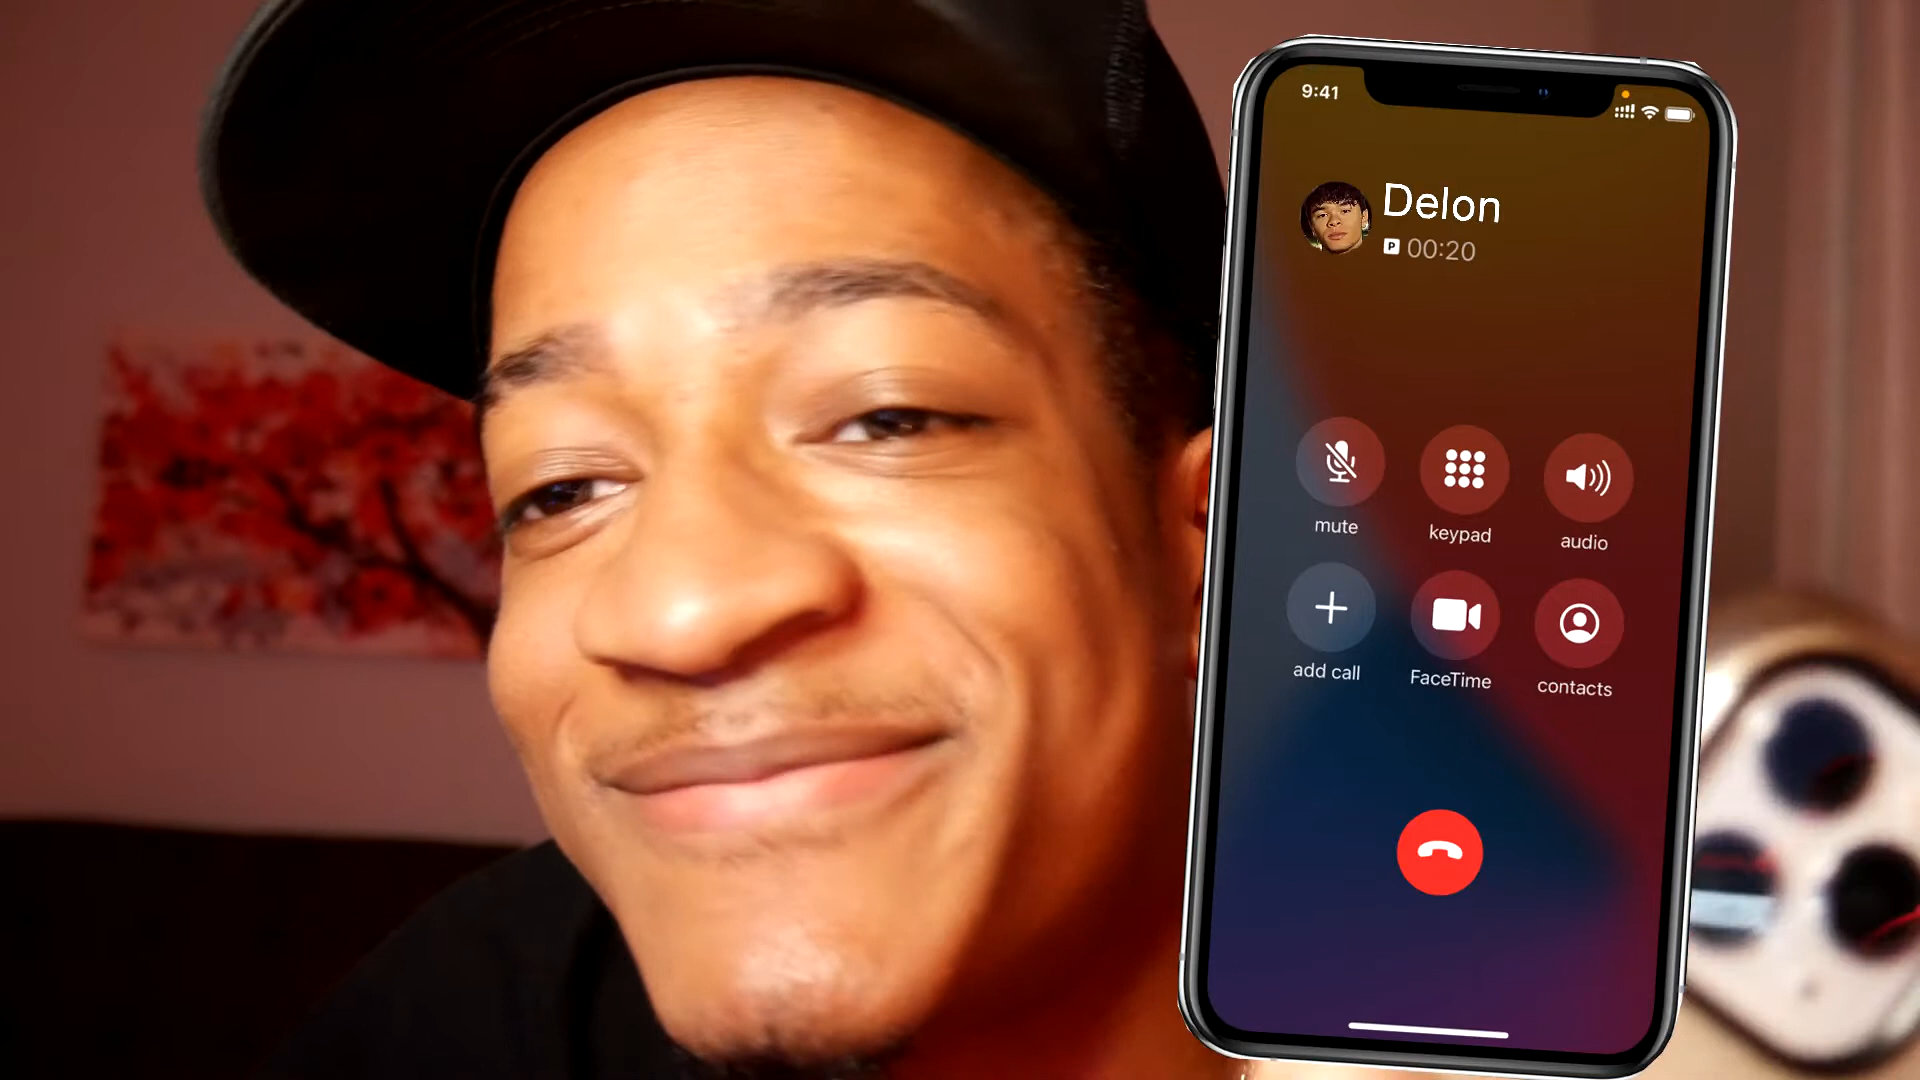 9:41
Delon
P 00:20
mute keypad audio
add call FaceTime contacts